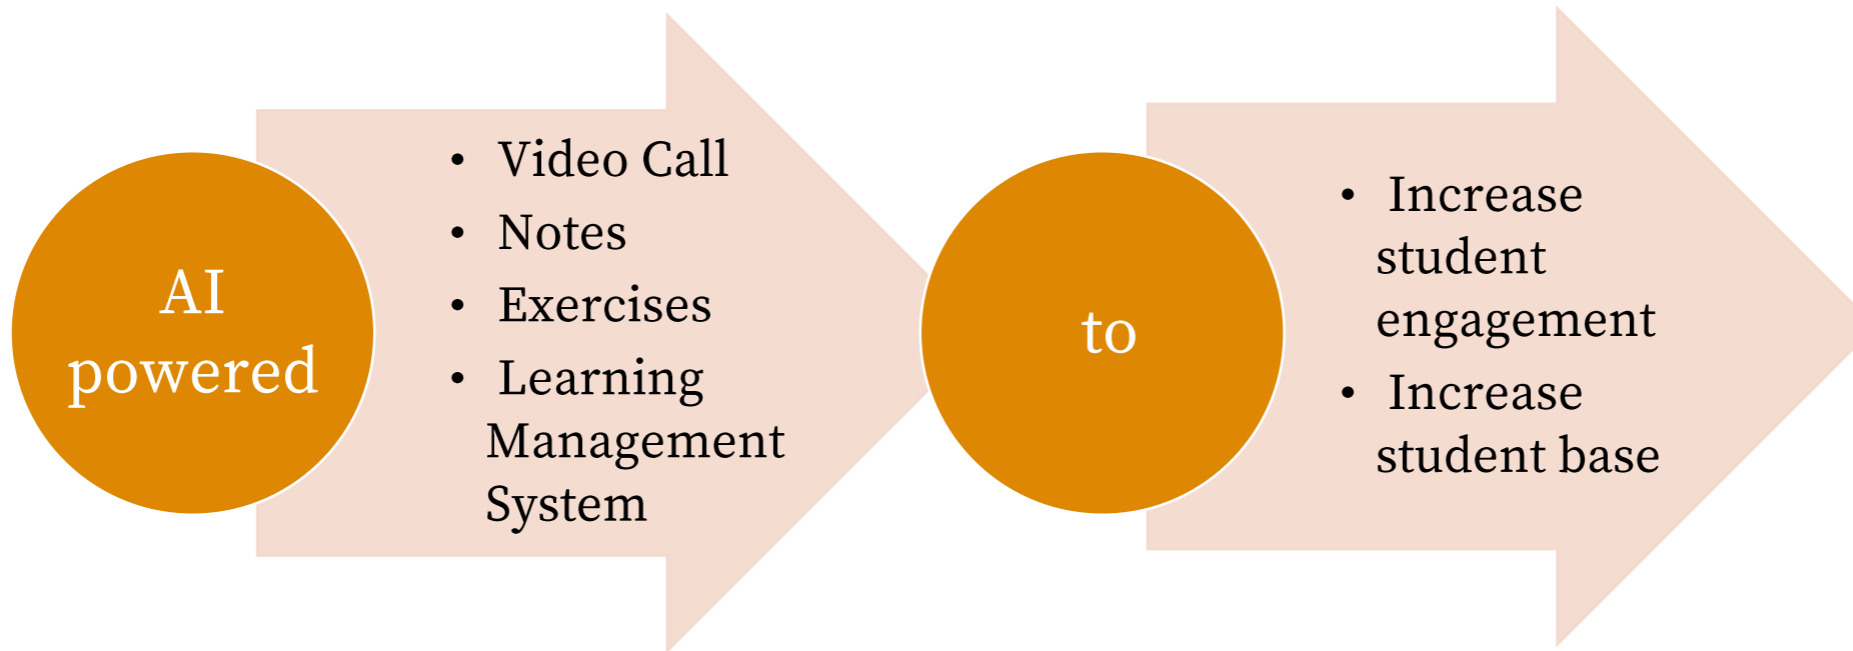 AI
powered
• Video Call
• Notes
• Exercises
• Learning
Management
System
to
• Increase
student
engagement
• Increase
student base